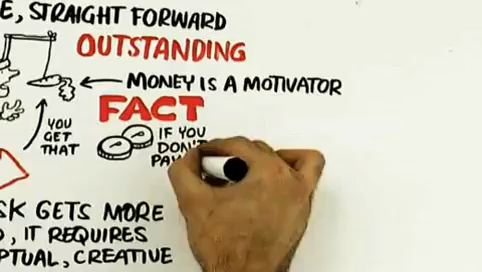 E, STRAIGHT FORWARD
OUTSTANDING
MONEY IS A MOTIVATOR
FACT
YOU
GET
THAT
IF YOU
DON'T
PAY
SK GETS MORE
, IT REQUIRES
PTUAL, CREATIVE